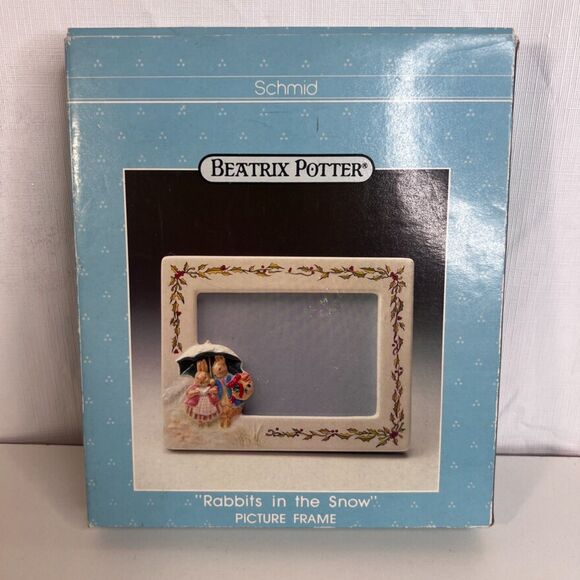 Schmid
BEATRIX POTTER®
"Rabbits in the Snow"
PICTURE FRAME